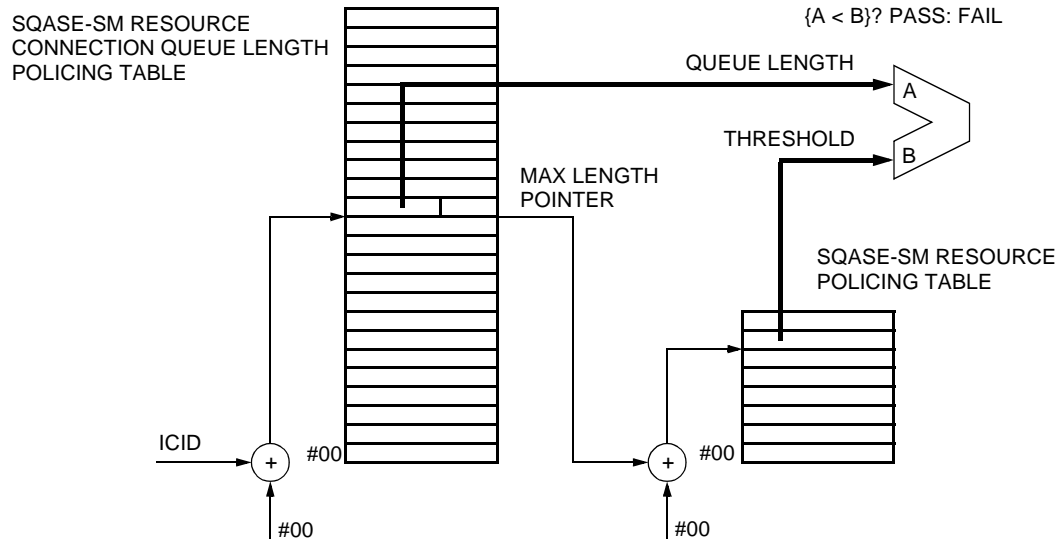 SQASE-SM RESOURCE
CONNECTION QUEUE LENGTH
POLICING TABLE
{A < B}? PASS: FAIL
QUEUE LENGTH
A
THRESHOLD
B
MAX LENGTH
POINTER
SQASE-SM RESOURCE
POLICING TABLE
ICID
+
#00
+
#00
#00
#00